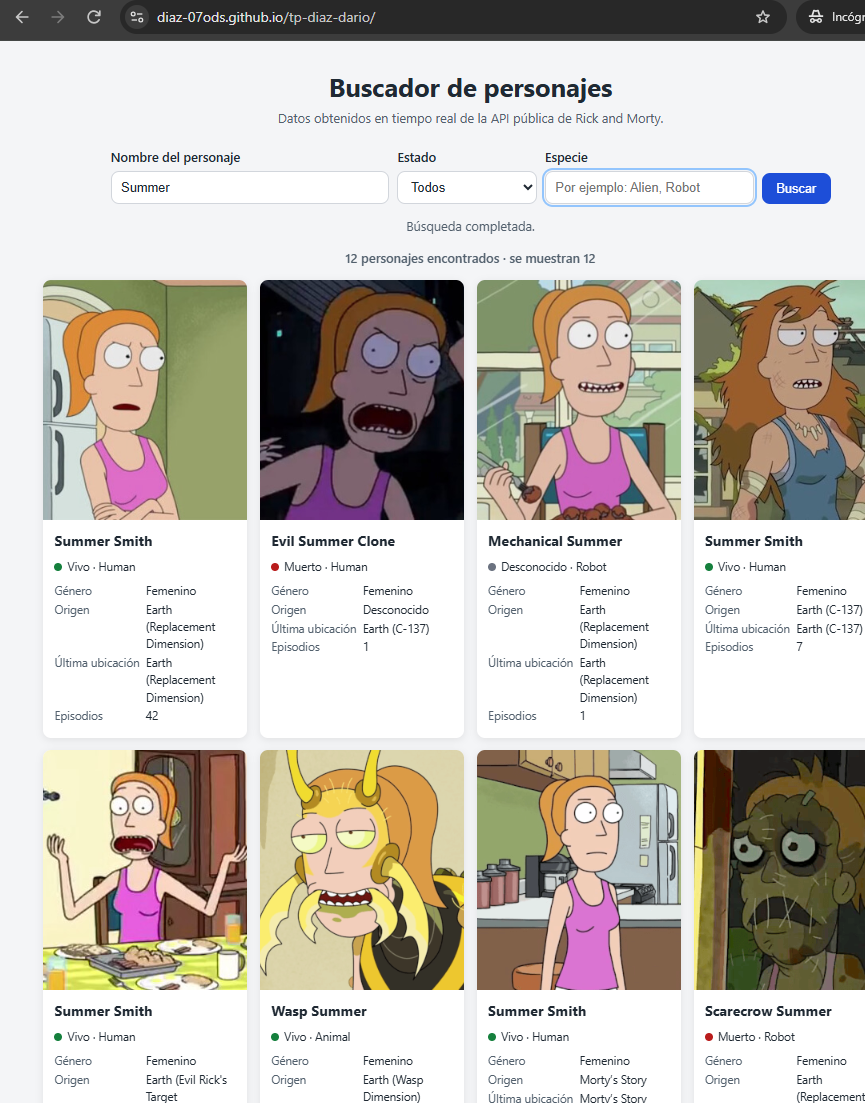 diaz-07ods.github.io/tp-diaz-dario/
Buscador de personajes
Datos obtenidos en tiempo real de la API pública de Rick and Morty.
Nombre del personaje Estado Especie
Summer Todos Por ejemplo: Alien, Robot Buscar
Búsqueda completada.
12 personajes encontrados · se muestran 12
Summer Smith
Vivo · Human
Género Femenino
Origen Earth
(Replacement
Dimension)
Última ubicación Earth
(Replacement
Dimension)
Episodios 42
Evil Summer Clone
Muerto · Human
Género Femenino
Origen Desconocido
Última ubicación Earth (C-137)
Episodios 1
Mechanical Summer
Desconocido · Robot
Género Femenino
Origen Earth
(Replacement
Dimension)
Última ubicación Earth
(Replacement
Dimension)
Episodios 1
Summer Smith
Vivo · Human
Género Femenino
Origen Earth (C-137)
Última ubicación Earth (C-137)
Episodios 7
Summer Smith
Vivo · Human
Género Femenino
Origen Earth (Evil Rick's
Target
Wasp Summer
Vivo · Animal
Género Femenino
Origen Earth (Wasp
Dimension)
Summer Smith
Vivo · Human
Género Femenino
Origen Morty's Story
Última ubicación Morty's Story
Scarecrow Summer
Muerto · Robot
Género Femenino
Origen Earth